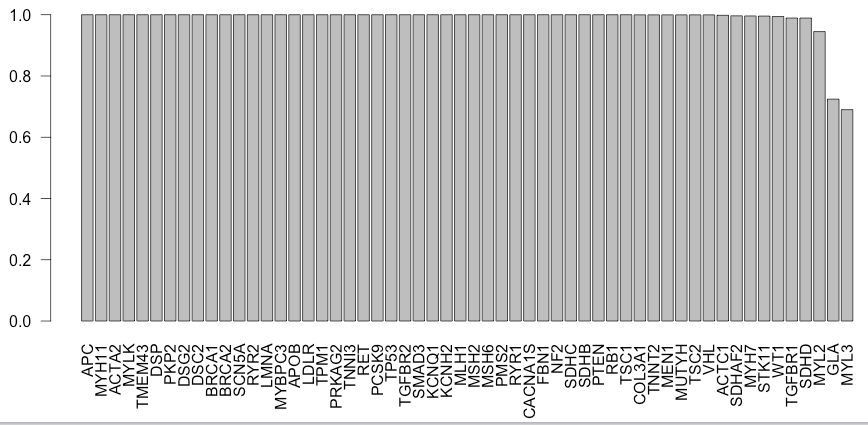 1.0
0.8
0.6
0.4
0.2
0.0
APC
MYH11
ACTA2
MYLK
TMEM43
DSP
PKP2
DSG2
DSC2
BRCA1
BRCA2
SCN5A
RYR2
LMNA
MYBPC3
APOB
LDLR
TPM1
PRKAG2
TNNI3
RET
PCSK9
TP53
TGFBR2
SMAD3
KCNQ1
KCNH2
MLH1
MSH2
MSH6
PMS2
RYR1
CACNA1S
FBN1
NF2
SDHC
SDHB
PTEN
RB1
TSC1
COL3A1
TNNT2
MEN1
MUTYH
TSC2
VHL
ACTC1
SDHAF2
MYH7
STK11
WT1
TGFBR1
SDHD
MYL2
GLA
MYL3